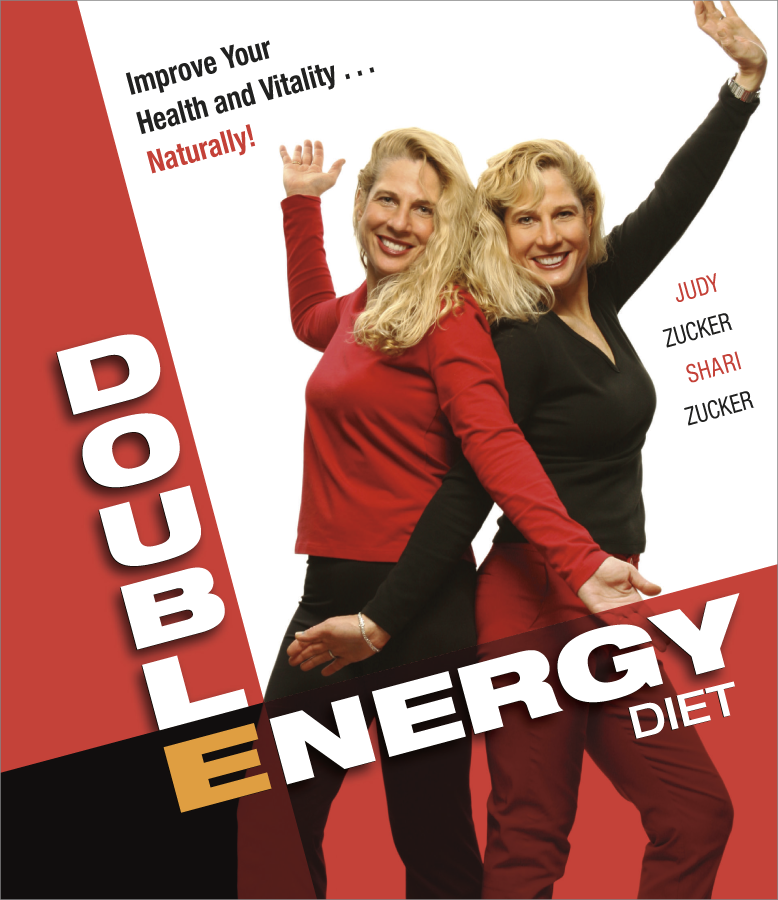 Improve Your
Health and Vitality . . .
Naturally!
JUDY
ZUCKER
SHARI
ZUCKER
DOUBLE
ENERGY
DIET